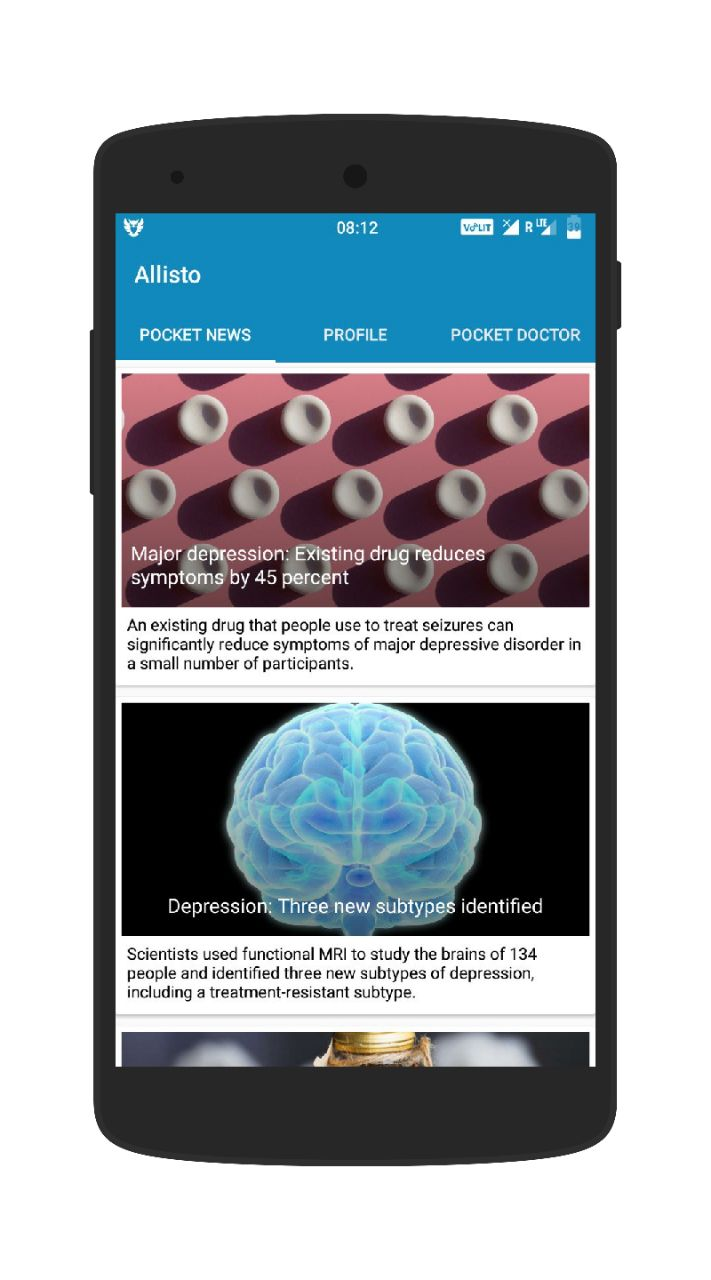 08:12
VoLIT
R LTE
39
Allisto
POCKET NEWS
PROFILE
POCKET DOCTOR
Major depression: Existing drug reduces
symptoms by 45 percent
An existing drug that people use to treat seizures can
significantly reduce symptoms of major depressive disorder in
a small number of participants.
Depression: Three new subtypes identified
Scientists used functional MRI to study the brains of 134
people and identified three new subtypes of depression,
including a treatment-resistant subtype.